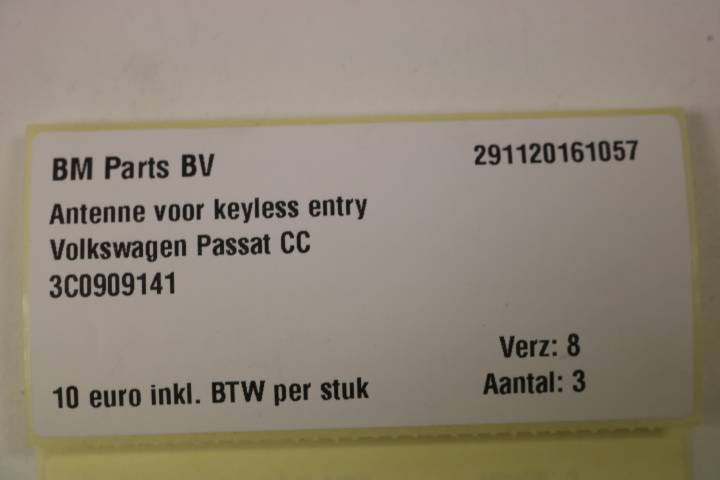 BM Parts BV 291120161057
Antenne voor keyless entry
Volkswagen Passat CC
3C0909141
Verz: 8
10 euro inkl. BTW per stuk Aantal: 3